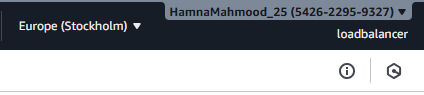 HamnaMahmood_25 (5426-2295-9327) ▼
Europe (Stockholm) ▼
loadbalancer